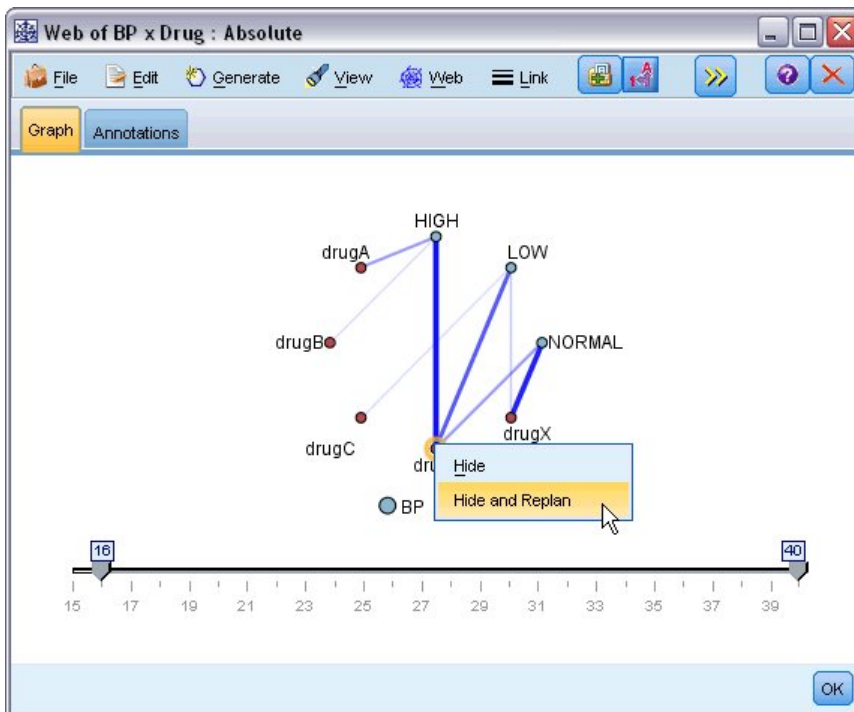 Web of BP x Drug : Absolute
File Edit Generate View Web Link
Graph Annotations
HIGH
drugA
LOW
drugB
NORMAL
drugX
drugC
Hide
Hide and Replan
BP
16 40
15 17 19 21 23 25 27 29 31 33 35 37 39
OK